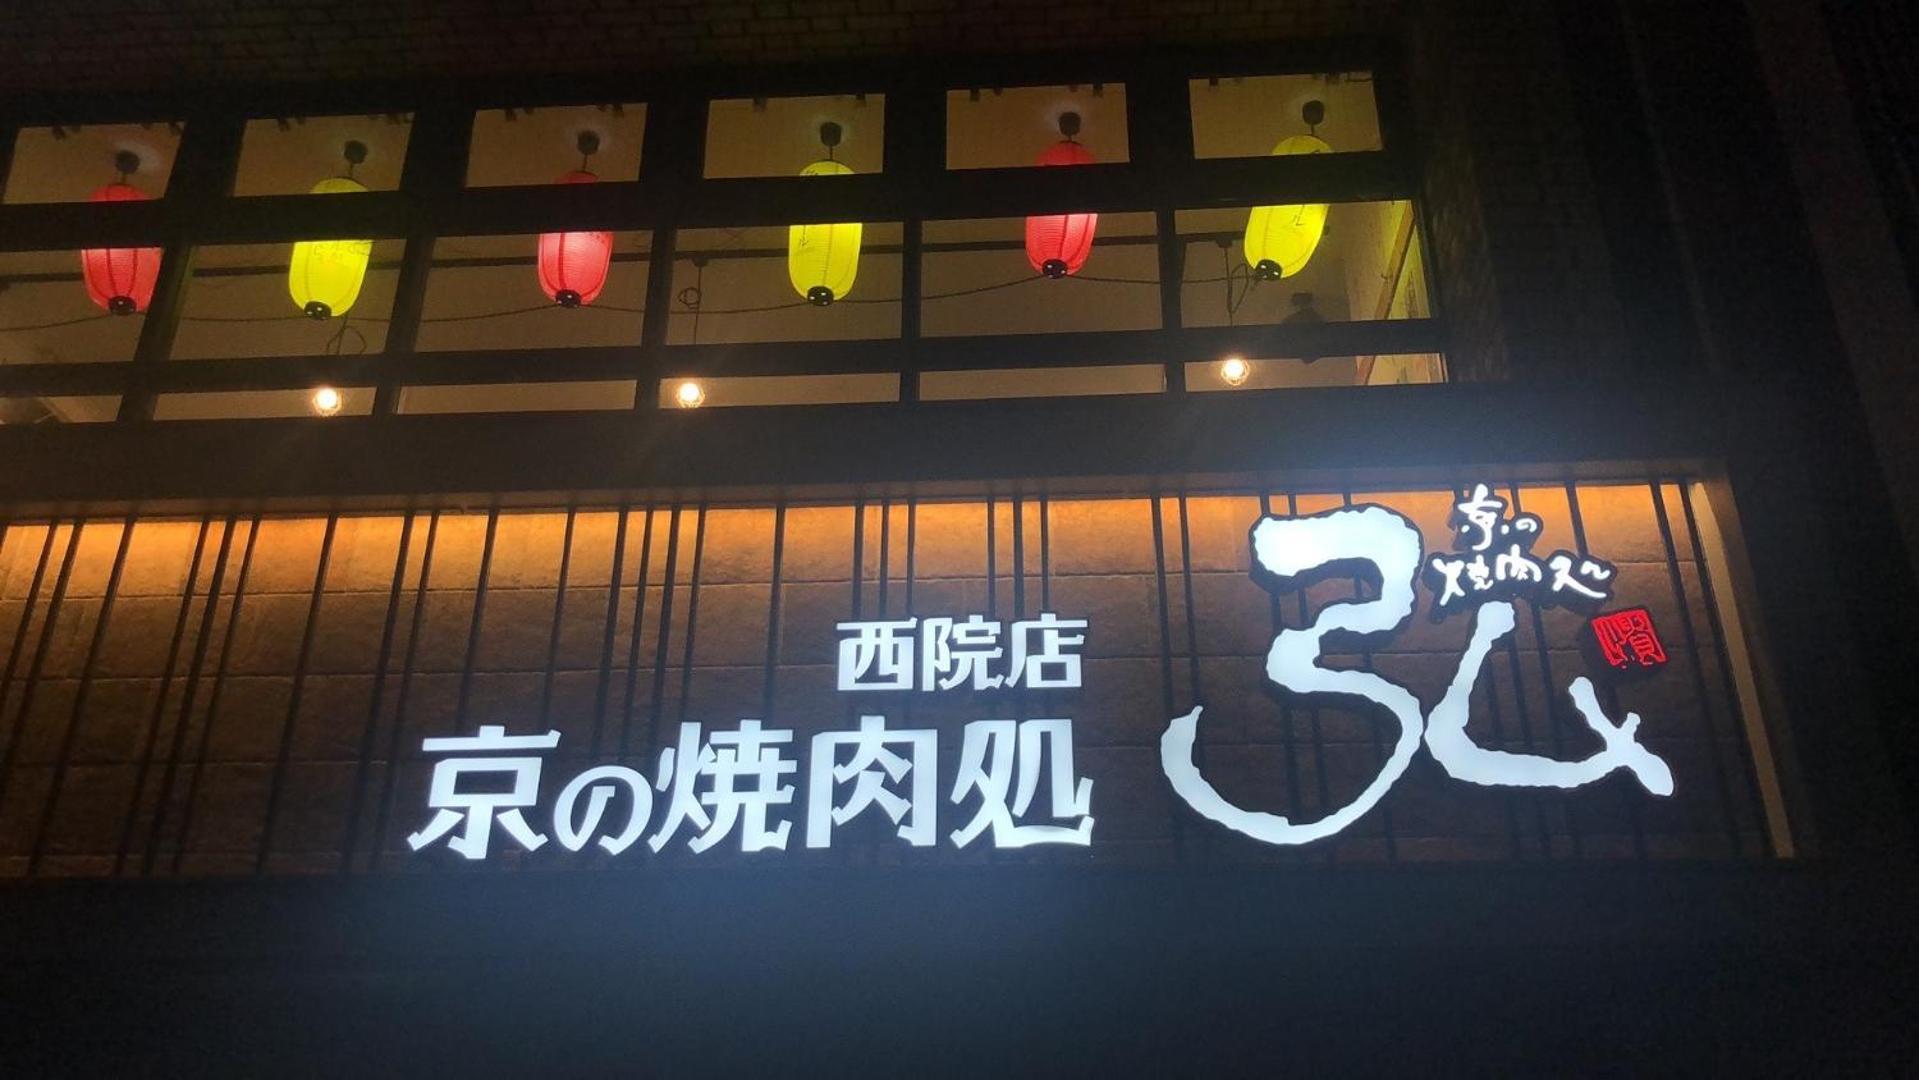 京の
焼肉処
弘
西院店
京の焼肉処